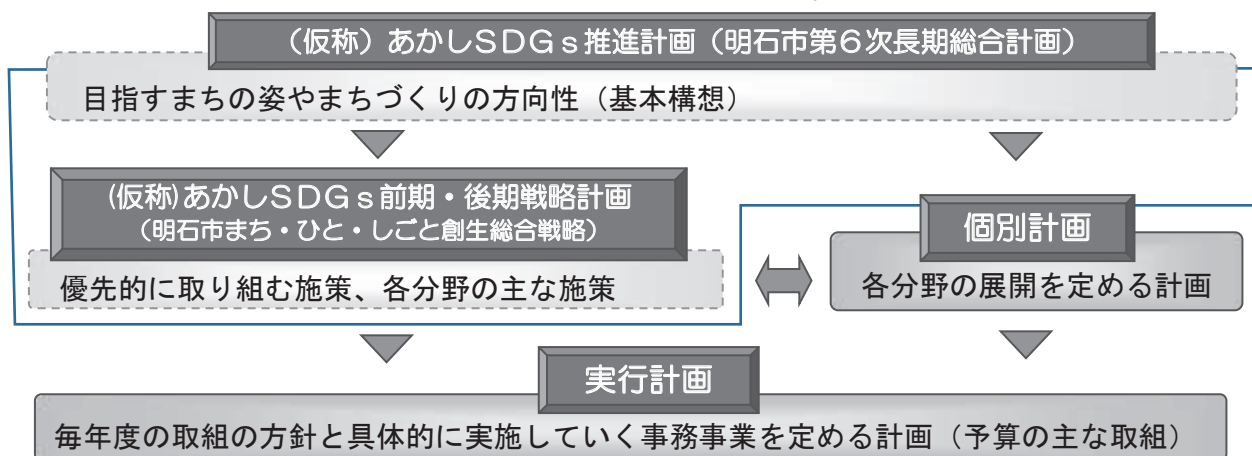 （仮称）あかしＳＤＧｓ推進計画（明石市第６次長期総合計画）
目指すまちの姿やまちづくりの方向性（基本構想）
(仮称)あかしＳＤＧｓ前期・後期戦略計画
（明石市まち・ひと・しごと創生総合戦略）
優先的に取り組む施策、各分野の主な施策
個別計画
各分野の展開を定める計画
実行計画
毎年度の取組の方針と具体的に実施していく事務事業を定める計画（予算の主な取組）